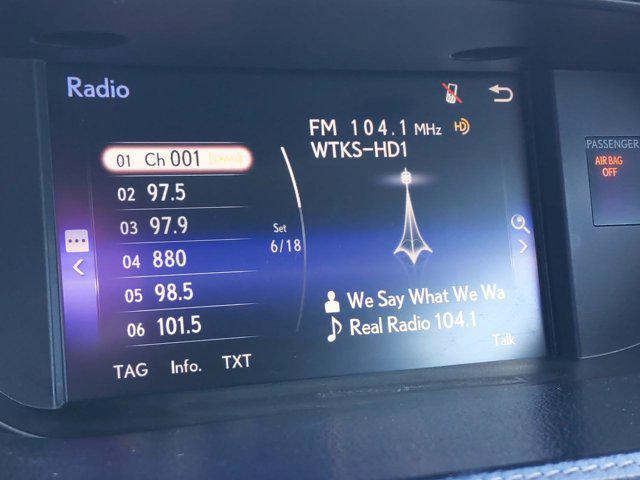 Radio
FM 104.1 MHz HD
WTKS-HD1
01 Ch 001
02 97.5
03 97.9
04 880
05 98.5
06 101.5
Set
6/18
We Say What We Wa
Real Radio 104.1
Talk
TAG Info. TXT
PASSENGER
AIR BAG
OFF